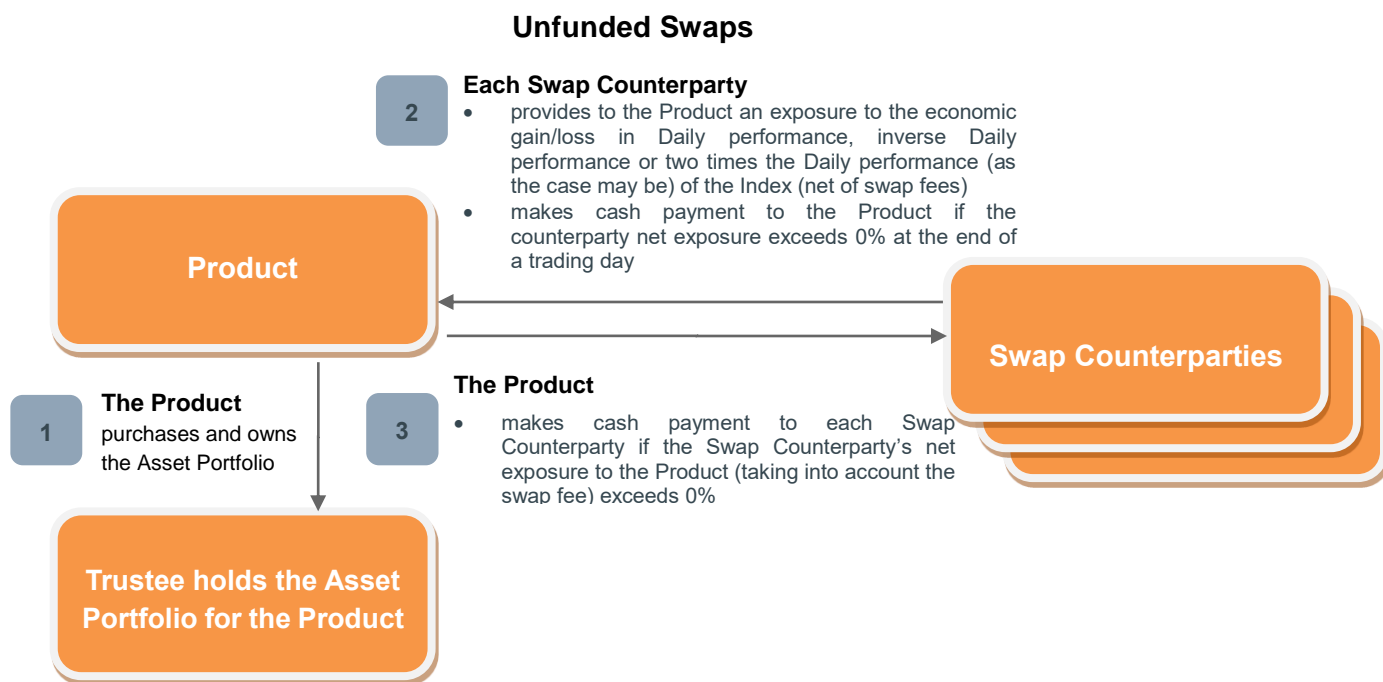 Unfunded Swaps
2
Each Swap Counterparty
• provides to the Product an exposure to the economic
gain/loss in Daily performance, inverse Daily
performance or two times the Daily performance (as
the case may be) of the Index (net of swap fees)
• makes cash payment to the Product if the
counterparty net exposure exceeds 0% at the end of
a trading day
Product
Swap Counterparties
1
The Product
purchases and owns
the Asset Portfolio
3
The Product
• makes cash payment to each Swap
Counterparty if the Swap Counterparty’s net
exposure to the Product (taking into account the
swap fee) exceeds 0%
Trustee holds the Asset
Portfolio for the Product